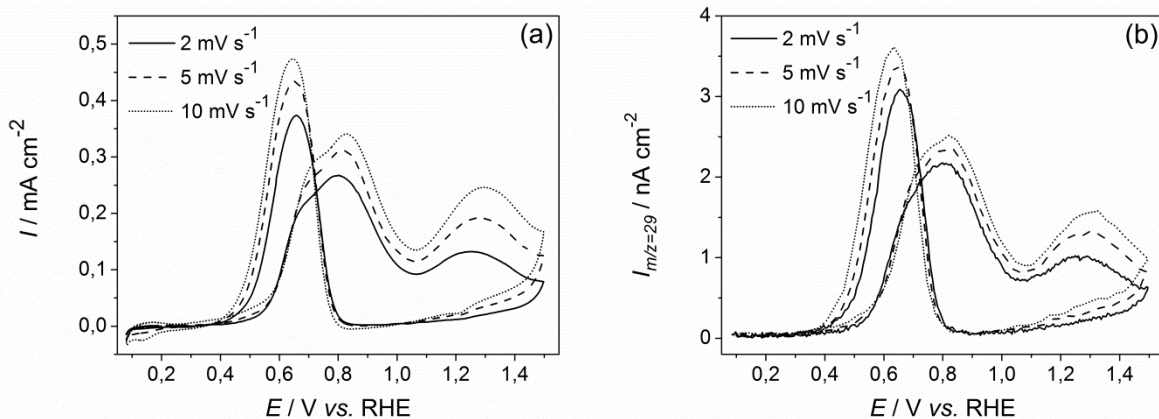 (a)
2 mV s⁻¹
5 mV s⁻¹
10 mV s⁻¹
0,5
0,4
0,3
0,2
0,1
0,0
I / mA cm⁻²
0,2 0,4 0,6 0,8 1,0 1,2 1,4
E / V vs. RHE
(b)
2 mV s⁻¹
5 mV s⁻¹
10 mV s⁻¹
4
3
2
1
0
I m/z=29 / nA cm⁻²
0,2 0,4 0,6 0,8 1,0 1,2 1,4
E / V vs. RHE